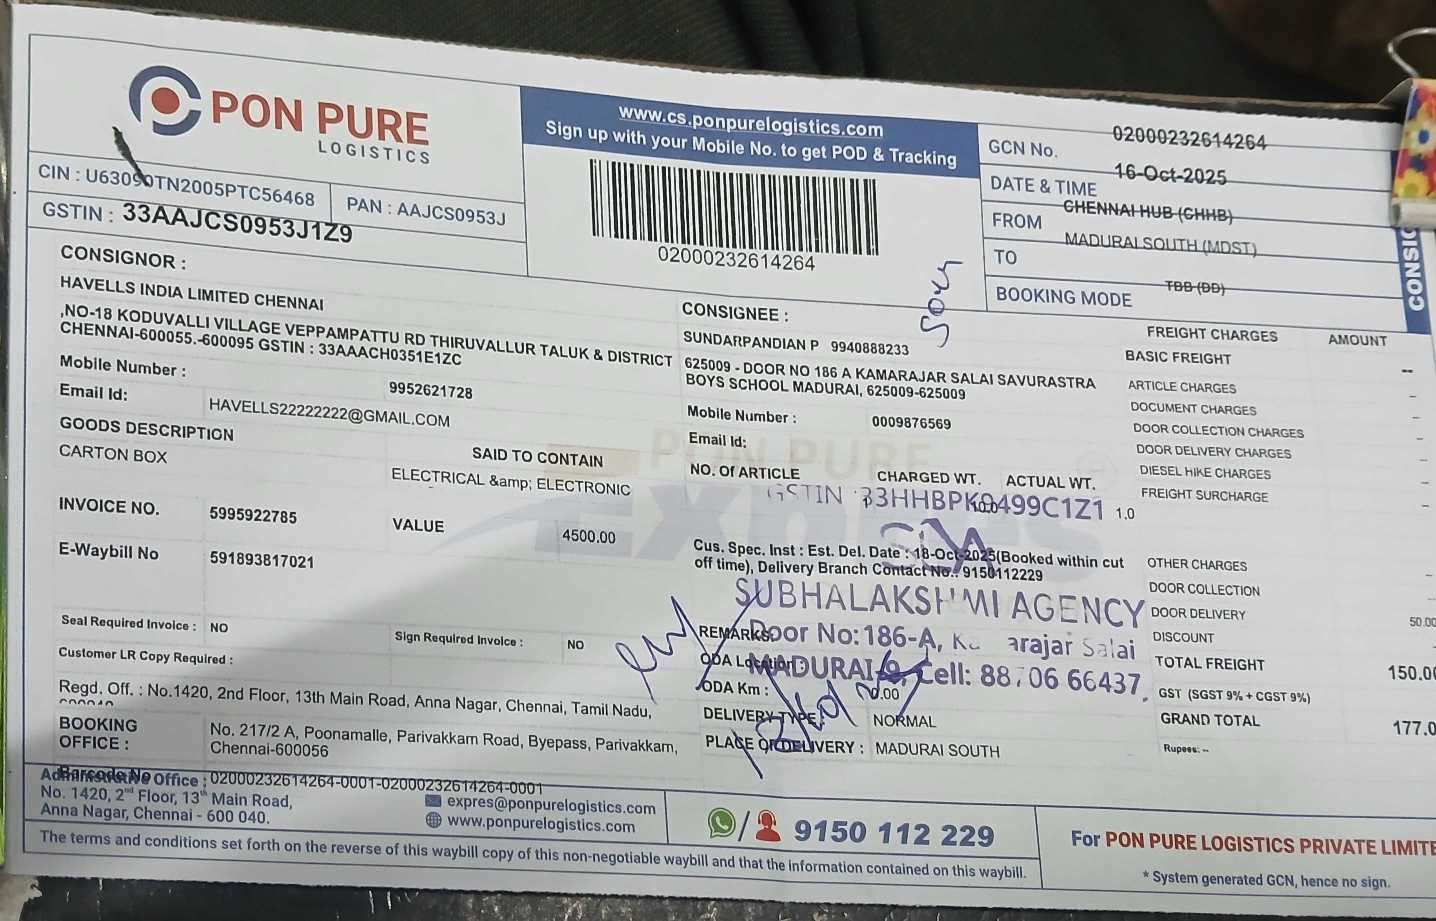 PON PURE
LOGISTICS
CIN : U63090TN2005PTC56468
PAN : AAJCS0953J
GSTIN : 33AAJCS0953J1Z9
www.cs.ponpurelogistics.com
Sign up with your Mobile No. to get POD & Tracking
02000232614264
GCN No. 02000232614264
DATE & TIME 16-Oct-2025
FROM CHENNAI HUB (CHHB)
TO MADURAI SOUTH (MDST)
BOOKING MODE TBB (DD)
CONSIGNOR :
HAVELLS INDIA LIMITED CHENNAI
,NO-18 KODUVALLI VILLAGE VEPPAMPATTU RD THIRUVALLUR TALUK & DISTRICT
CHENNAI-600055.-600095 GSTIN : 33AAACH0351E1ZC
Mobile Number : 9952621728
Email Id: HAVELLS22222222@GMAIL.COM
GOODS DESCRIPTION
SAID TO CONTAIN
CARTON BOX
ELECTRICAL &amp; ELECTRONIC
INVOICE NO. 5995922785
VALUE 4500.00
E-Waybill No 591893817021
Seal Required Invoice : NO
Sign Required Invoice : NO
Customer LR Copy Required :
Regd. Off. : No.1420, 2nd Floor, 13th Main Road, Anna Nagar, Chennai, Tamil Nadu,
BOOKING OFFICE : No. 217/2 A, Poonamalle, Parivakkam Road, Byepass, Parivakkam,
Chennai-600056
Barcode No 02000232614264-0001-02000232614264-0001
CONSIGNEE :
SUNDARPANDIAN P 9940888233
625009 - DOOR NO 186 A KAMARAJAR SALAI SAVURASTRA
BOYS SCHOOL MADURAI, 625009-625009
Mobile Number : 0009876569
Email Id:
NO. Of ARTICLE CHARGED WT. ACTUAL WT.
10.0 1.0
GSTIN 33HHBPK9499C1Z1
PON PURE
EXPRES
Cus. Spec. Inst : Est. Del. Date : 18-Oct-2025(Booked within cut
off time), Delivery Branch Contact No.: 9150112229
SUBHALAKSHMI AGENCY
Door No: 186-A, arajar Salai
MADURAI-9, Cell: 88706 66437
REMARKS:
ODA Location :
ODA Km : 0.00
DELIVERY TYPE : NORMAL
PLACE OF DELIVERY : MADURAI SOUTH
FREIGHT CHARGES AMOUNT
BASIC FREIGHT --
ARTICLE CHARGES -
DOCUMENT CHARGES -
DOOR COLLECTION CHARGES -
DOOR DELIVERY CHARGES -
DIESEL HIKE CHARGES -
FREIGHT SURCHARGE -
OTHER CHARGES -
DOOR COLLECTION -
DOOR DELIVERY 50.00
DISCOUNT
TOTAL FREIGHT 150.0
GST (SGST 9% + CGST 9%)
GRAND TOTAL 177.0
Rupees: --
CONSIG
Administrative Office :
No. 1420, 2nd Floor, 13th Main Road,
Anna Nagar, Chennai - 600 040.
expres@ponpurelogistics.com
www.ponpurelogistics.com
9150 112 229
For PON PURE LOGISTICS PRIVATE LIMITE
* System generated GCN, hence no sign.
The terms and conditions set forth on the reverse of this waybill copy of this non-negotiable waybill and that the information contained on this waybill.